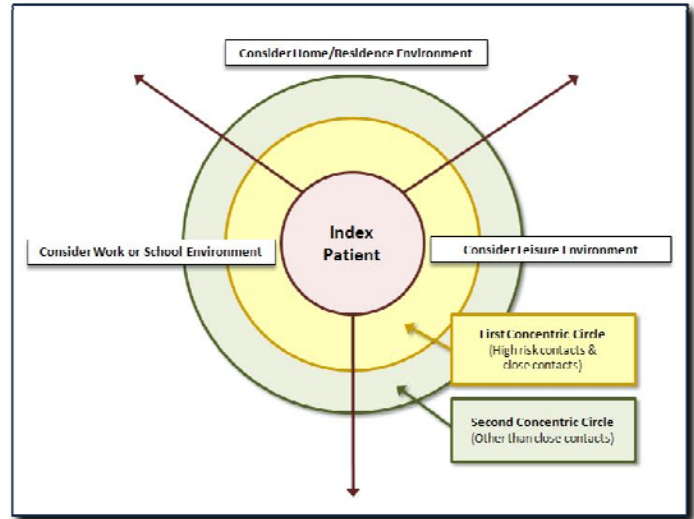 Consider Home/Residence Environment
Index
Patient
Consider Work or School Environment
Consider Leisure Environment
First Concentric Circle
(High risk contacts &
close contacts)
Second Concentric Circle
(Other than close contacts)